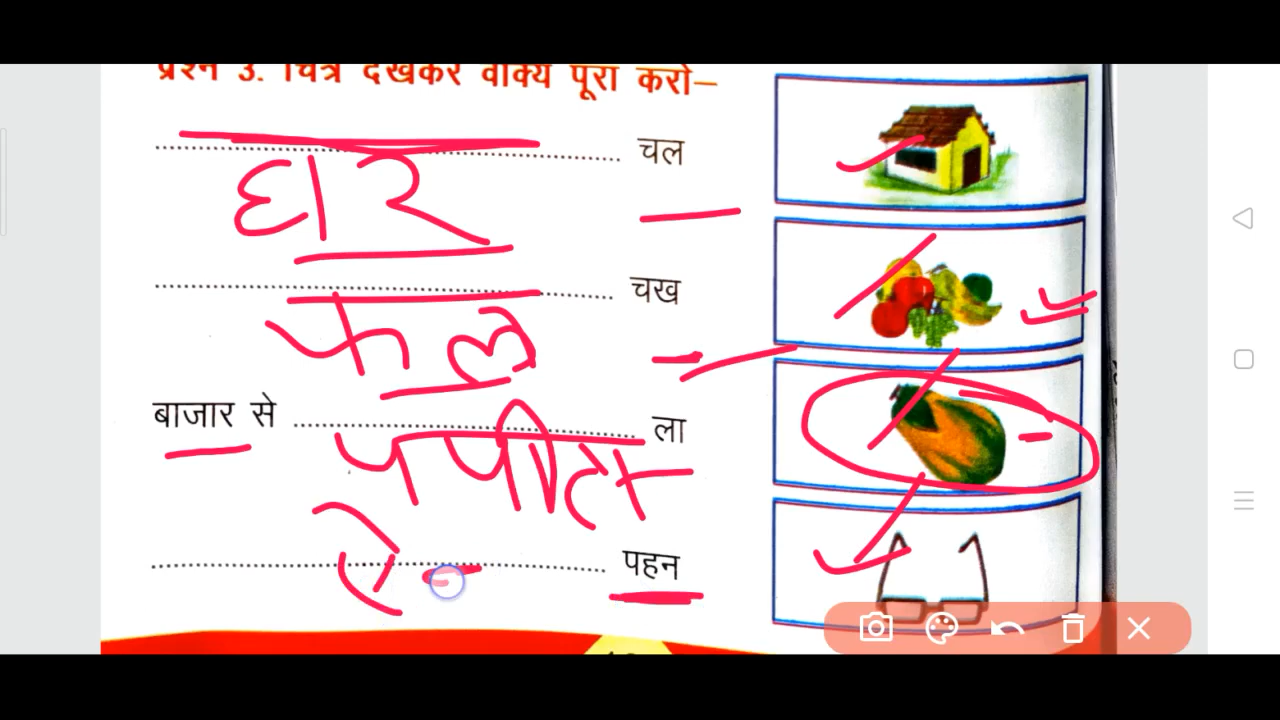 प्रश्न 3. चित्र देखकर वाक्य पूरा करो–
.................... चल
घर
.................... चख
फल
बाजार से .................... ला
पपीता
.................... पहन
ऐ